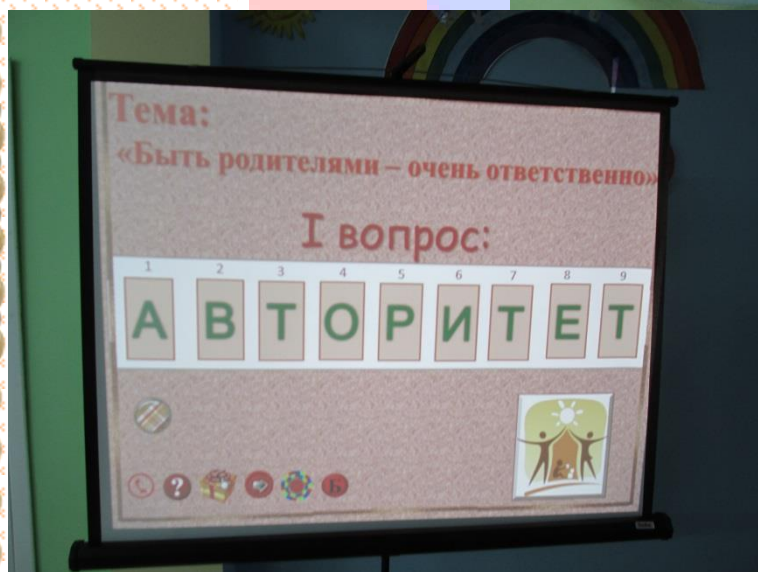 Тема:
«Быть родителями – очень ответственно»
I вопрос:
1 2 3 4 5 6 7 8 9
А В Т О Р И Т Е Т
?
Б